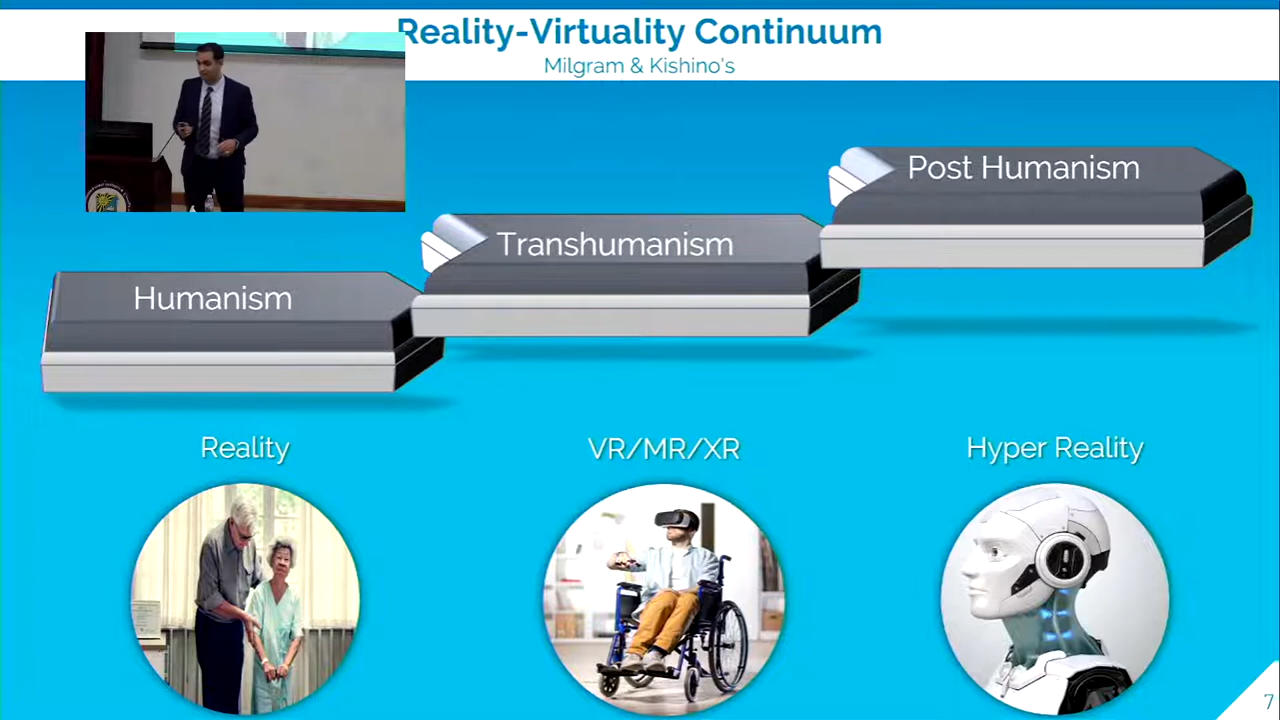 Reality-Virtuality Continuum
Milgram & Kishino's
Humanism
Transhumanism
Post Humanism
Reality
VR/MR/XR
Hyper Reality
7